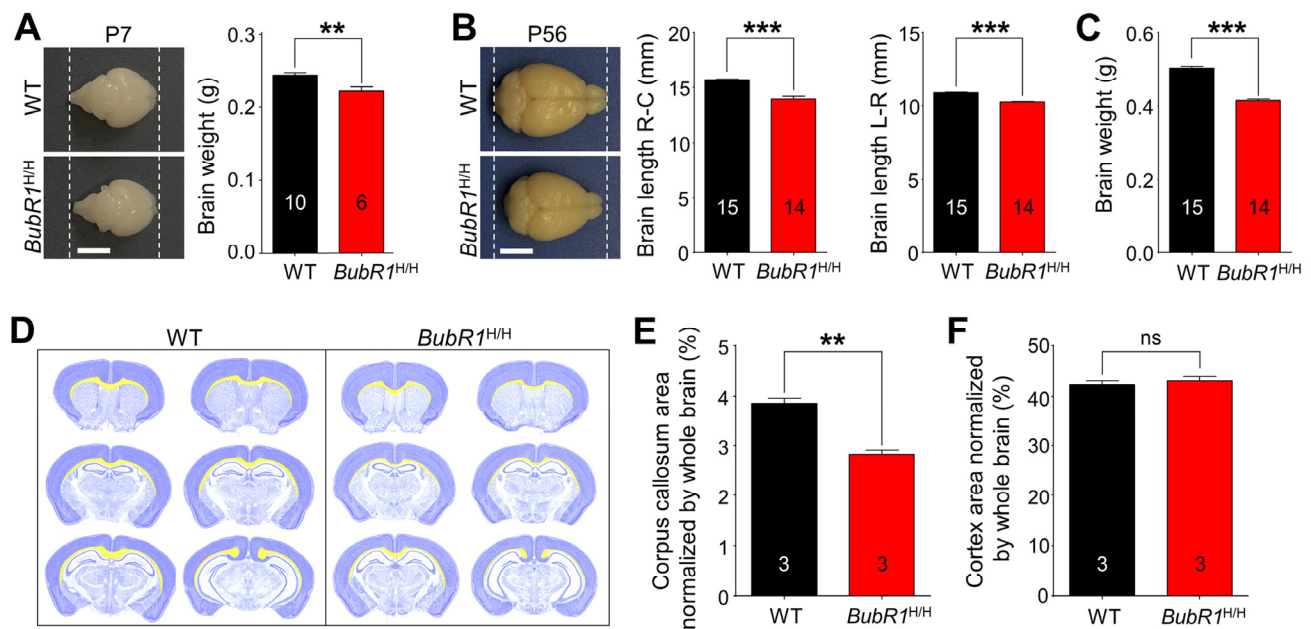 A
P7
WT
BubR1H/H
Brain weight (g)
0.3
0.2
0.1
0.0
**
10
6
WT
BubR1H/H
B
P56
WT
BubR1H/H
Brain length R-C (mm)
20
15
10
5
0
***
15
14
WT
BubR1H/H
Brain length L-R (mm)
15
10
5
0
***
15
14
WT
BubR1H/H
C
Brain weight (g)
0.6
0.4
0.2
0.0
***
15
14
WT
BubR1H/H
D
WT
BubR1H/H
E
Corpus callosum area
normalized by whole brain (%)
5
4
3
2
1
0
**
3
3
WT
BubR1H/H
F
Cortex area normalized
by whole brain (%)
50
40
30
20
10
0
ns
3
3
WT
BubR1H/H